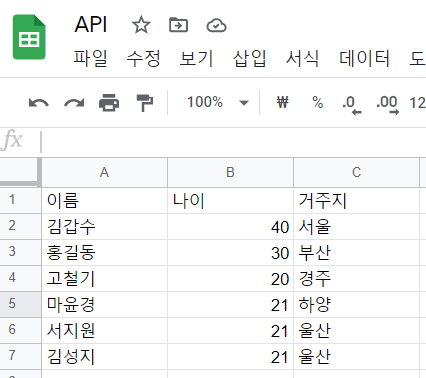 API
파일 수정 보기 삽입 서식 데이터 도
100% ₩ % .0 .00 12
fx
A B C
1 이름 나이 거주지
2 김갑수 40 서울
3 홍길동 30 부산
4 고철기 20 경주
5 마윤경 21 하양
6 서지원 21 울산
7 김성지 21 울산